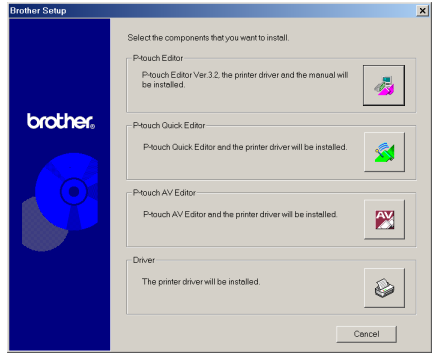 Brother Setup
Select the components that you want to install.
P-touch Editor
P-touch Editor Ver.3.2, the printer driver and the manual will
be installed.
brother®
P-touch Quick Editor
P-touch Quick Editor and the printer driver will be installed.
P-touch AV Editor
P-touch AV Editor and the printer driver will be installed.
AV
Driver
The printer driver will be installed.
Cancel